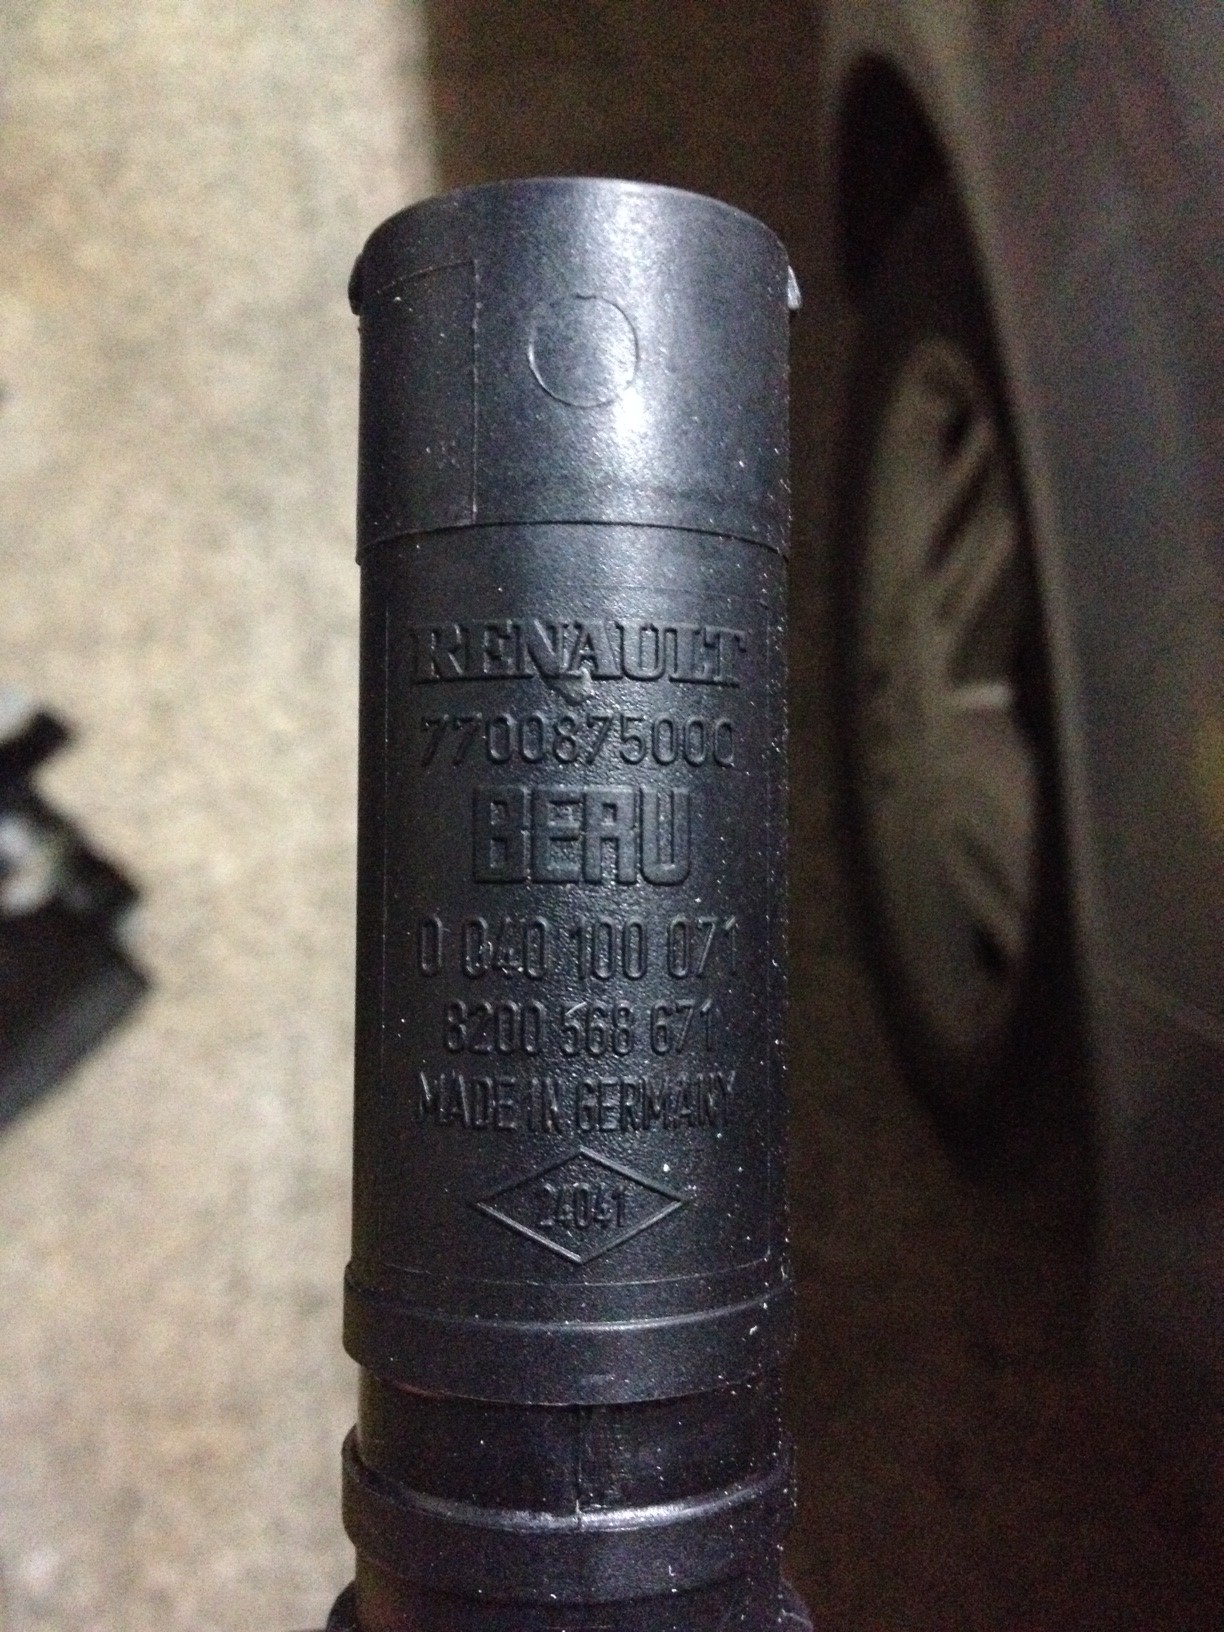 RENAULT
7700875000
BERU
0 040 100 071
8200 568 671
MADE IN GERMANY
24041